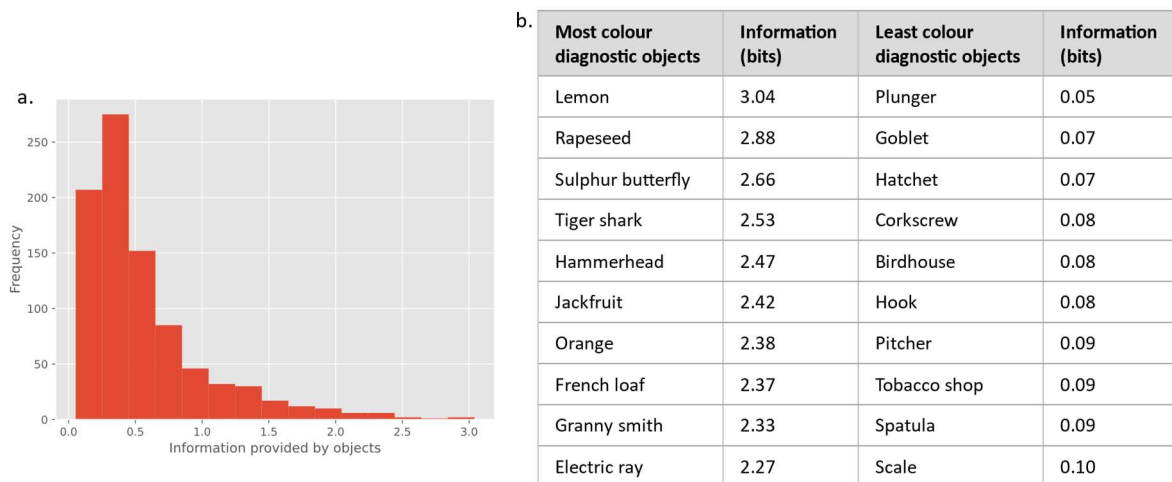 a.
250
200
150
100
50
0
Frequency
0.0 0.5 1.0 1.5 2.0 2.5 3.0
Information provided by objects
b.
Most colour diagnostic objects Information (bits) Least colour diagnostic objects Information (bits)
Lemon 3.04 Plunger 0.05
Rapeseed 2.88 Goblet 0.07
Sulphur butterfly 2.66 Hatchet 0.07
Tiger shark 2.53 Corkscrew 0.08
Hammerhead 2.47 Birdhouse 0.08
Jackfruit 2.42 Hook 0.08
Orange 2.38 Pitcher 0.09
French loaf 2.37 Tobacco shop 0.09
Granny smith 2.33 Spatula 0.09
Electric ray 2.27 Scale 0.10